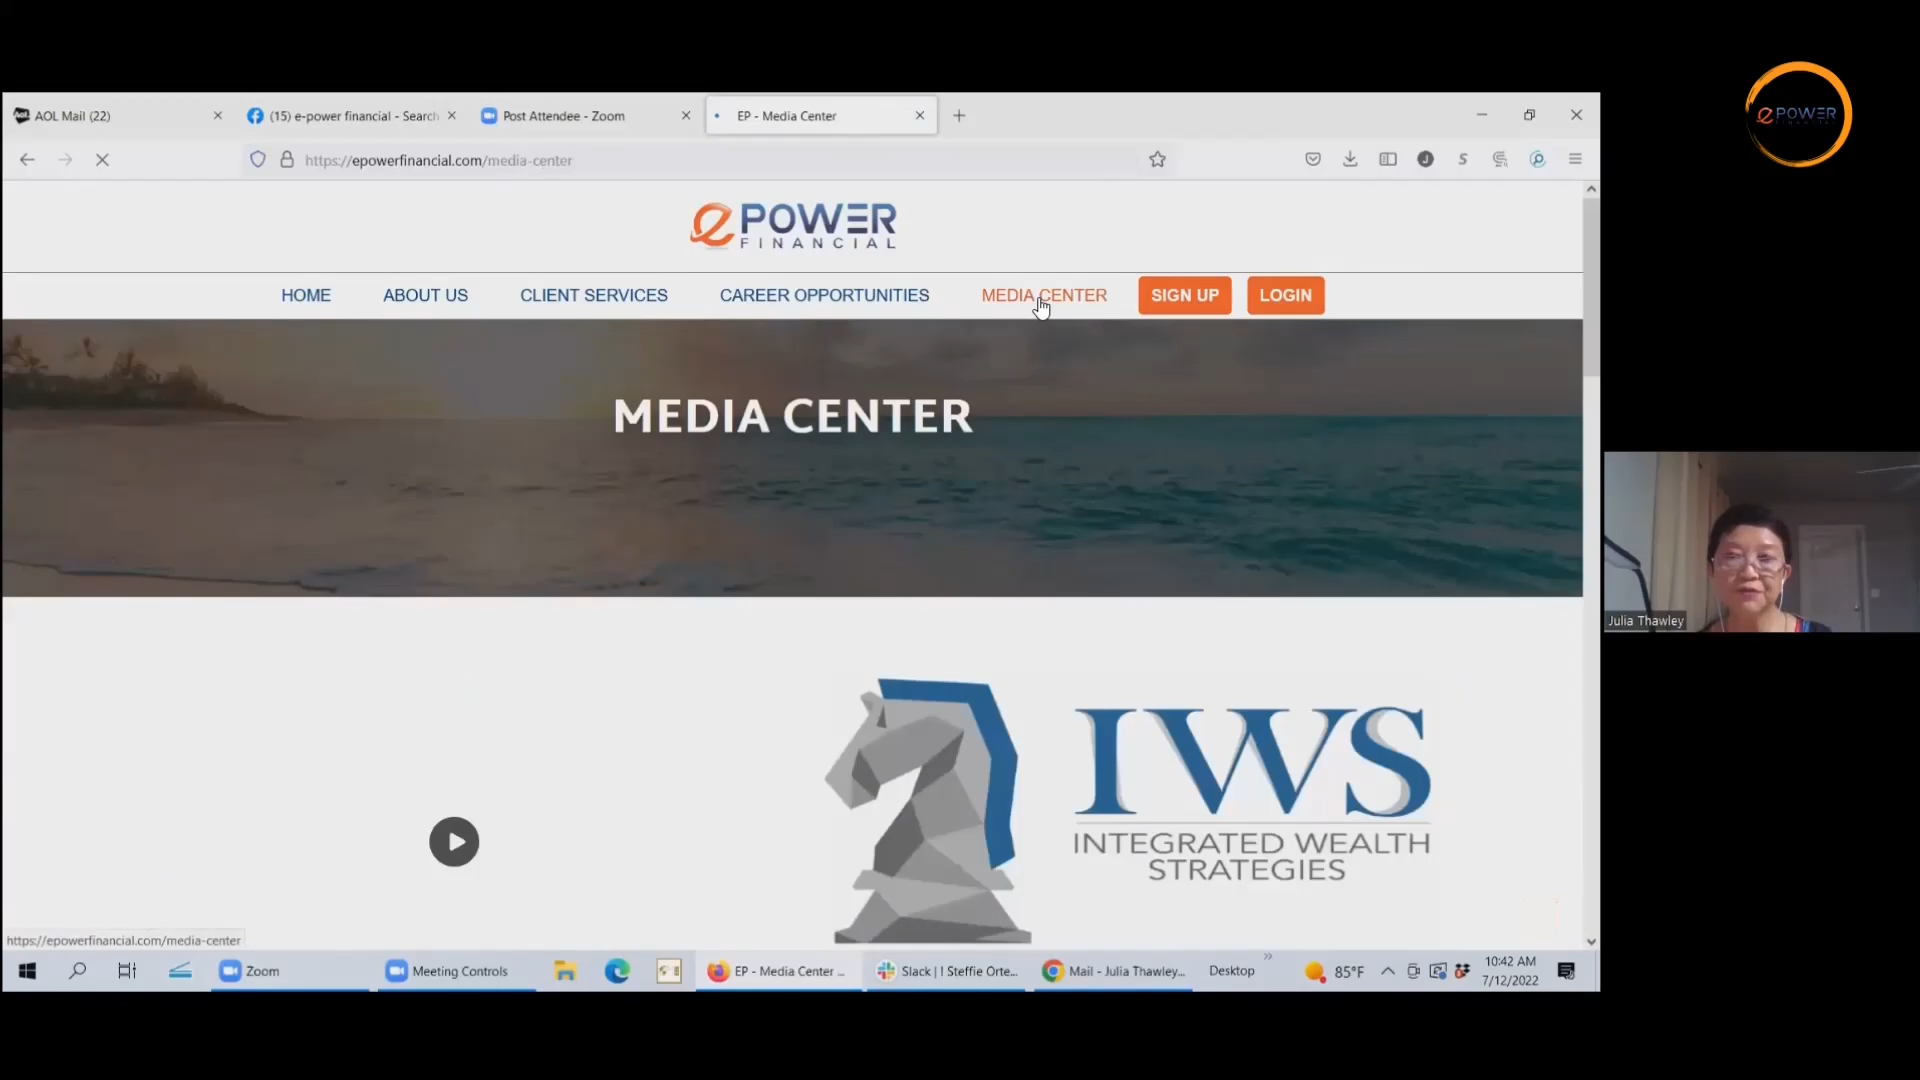 AOL Mail (22)
(15) e-power financial - Search
Post Attendee - Zoom
EP - Media Center
https://epowerfinancial.com/media-center
ePOWER
FINANCIAL
HOME
ABOUT US
CLIENT SERVICES
CAREER OPPORTUNITIES
MEDIA CENTER
SIGN UP
LOGIN
MEDIA CENTER
IWS
INTEGRATED WEALTH
STRATEGIES
https://epowerfinancial.com/media-center
Zoom
Meeting Controls
EP - Media Center ...
Slack | ! Steffie Orte...
Mail - Julia Thawley...
Desktop
85°F
10:42 AM
7/12/2022
ePOWER
FINANCIAL
Julia Thawley